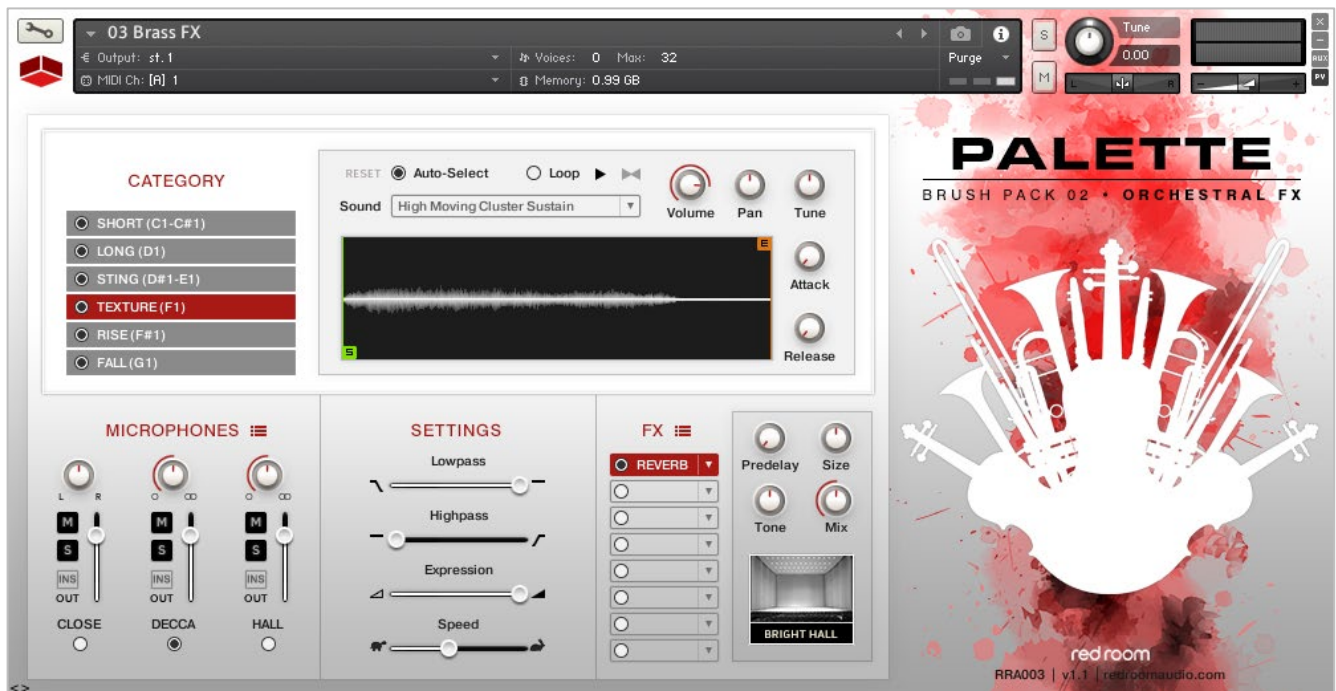 03 Brass FX
Output: st.1
Voices: 0 Max: 32
Purge
MIDI Ch: [A] 1
Memory: 0.99 GB
S
M
Tune
0.00
L R
- +
×
-
AUX
PV
PALETTE
BRUSH PACK 02 • ORCHESTRAL FX
CATEGORY
SHORT (C1-C#1)
LONG (D1)
STING (D#1-E1)
TEXTURE (F1)
RISE (F#1)
FALL (G1)
RESET Auto-Select Loop
Sound High Moving Cluster Sustain
Volume Pan Tune
E
S
Attack
Release
MICROPHONES
L R
M M M
S S S
INS INS INS
OUT OUT OUT
CLOSE DECCA HALL
SETTINGS
Lowpass
Highpass
Expression
Speed
FX
REVERB
Predelay Size
Tone Mix
BRIGHT HALL
red room
RRA003 | v1.1 | redroomaudio.com
<>